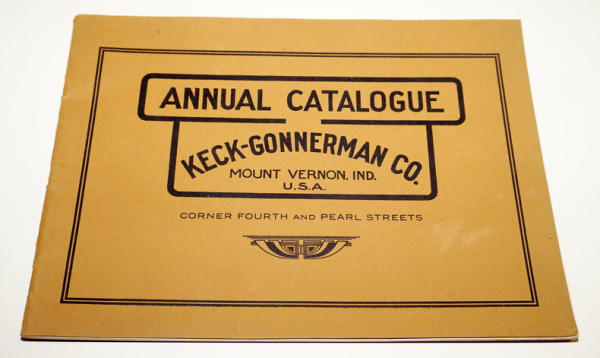 ANNUAL CATALOGUE
KECK-GONNERMAN CO.
MOUNT VERNON, IND.
U.S.A.
CORNER FOURTH AND PEARL STREETS